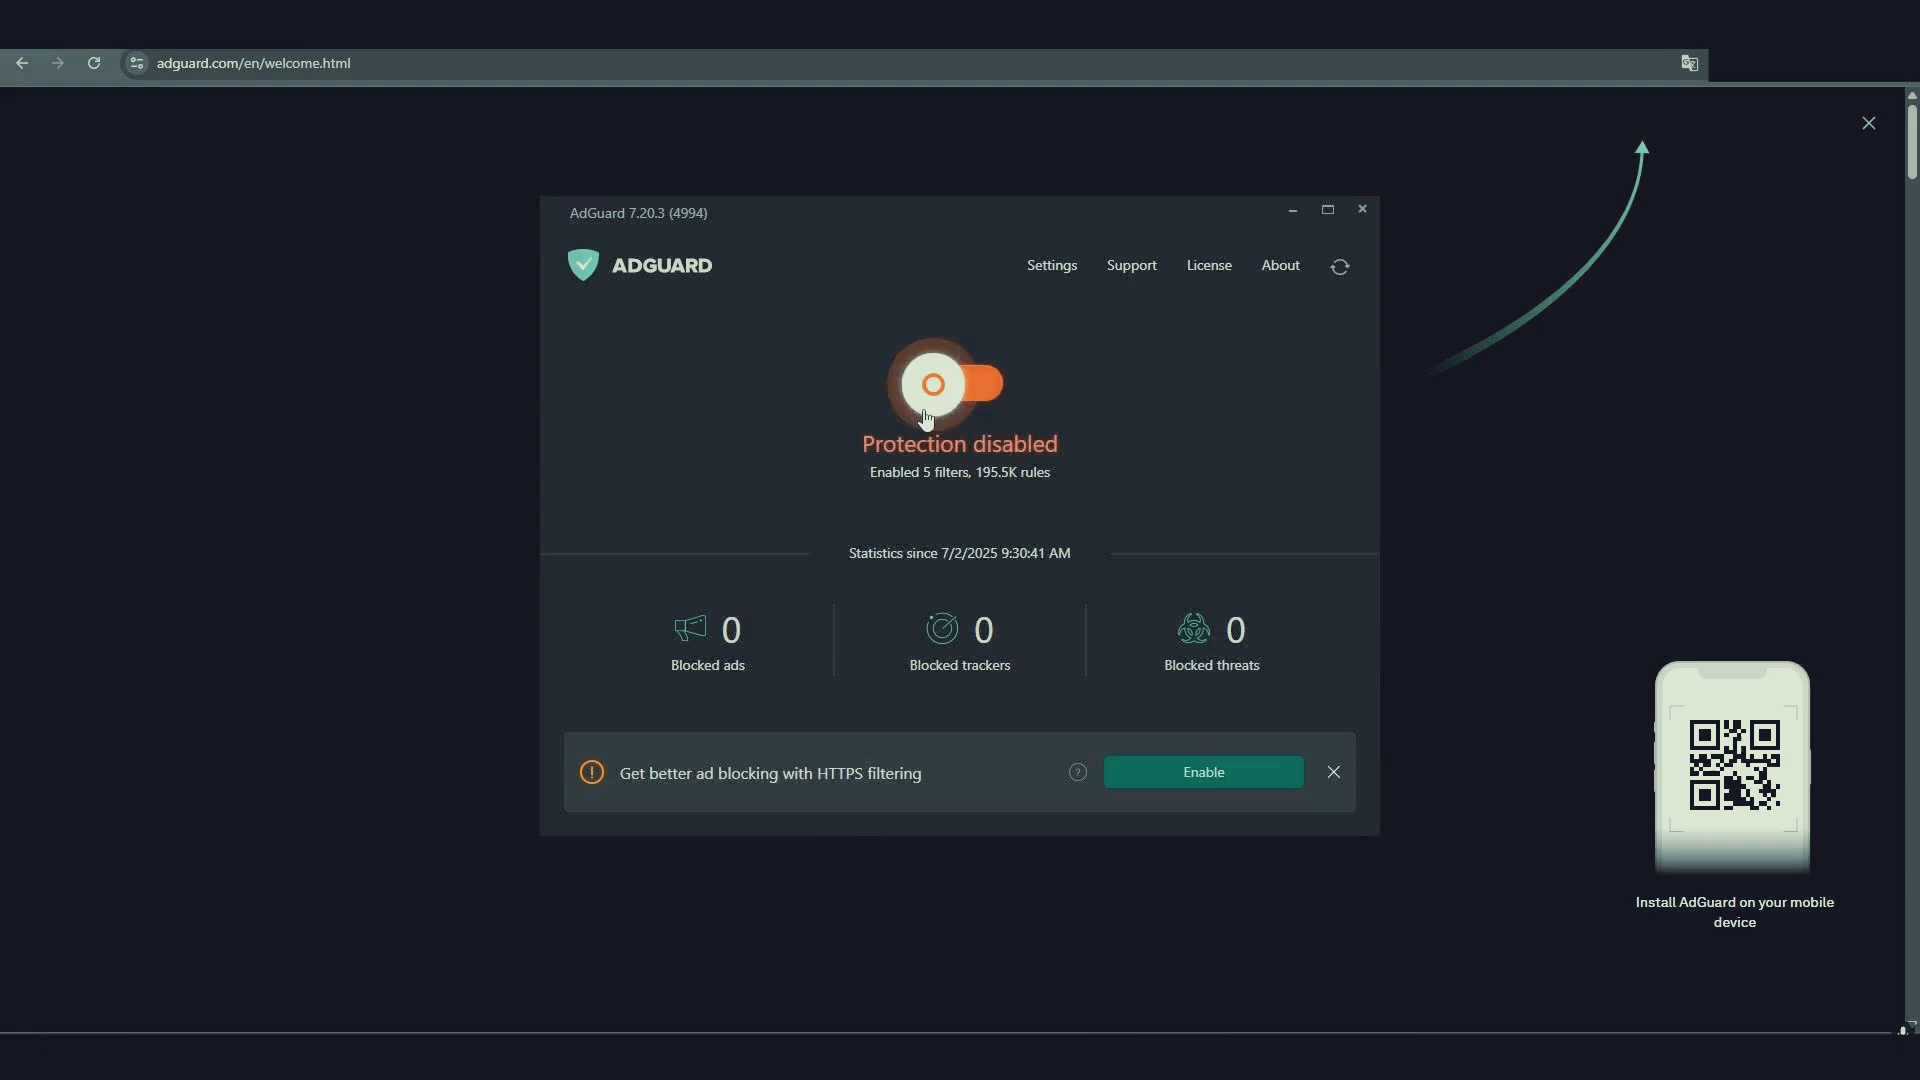 adguard.com/en/welcome.html
AdGuard 7.20.3 (4994)
ADGUARD
Settings
Support
License
About
Protection disabled
Enabled 5 filters, 195.5K rules
Statistics since 7/2/2025 9:30:41 AM
0
0
0
Blocked ads
Blocked trackers
Blocked threats
Get better ad blocking with HTTPS filtering
?
Enable
Install AdGuard on your mobile
device